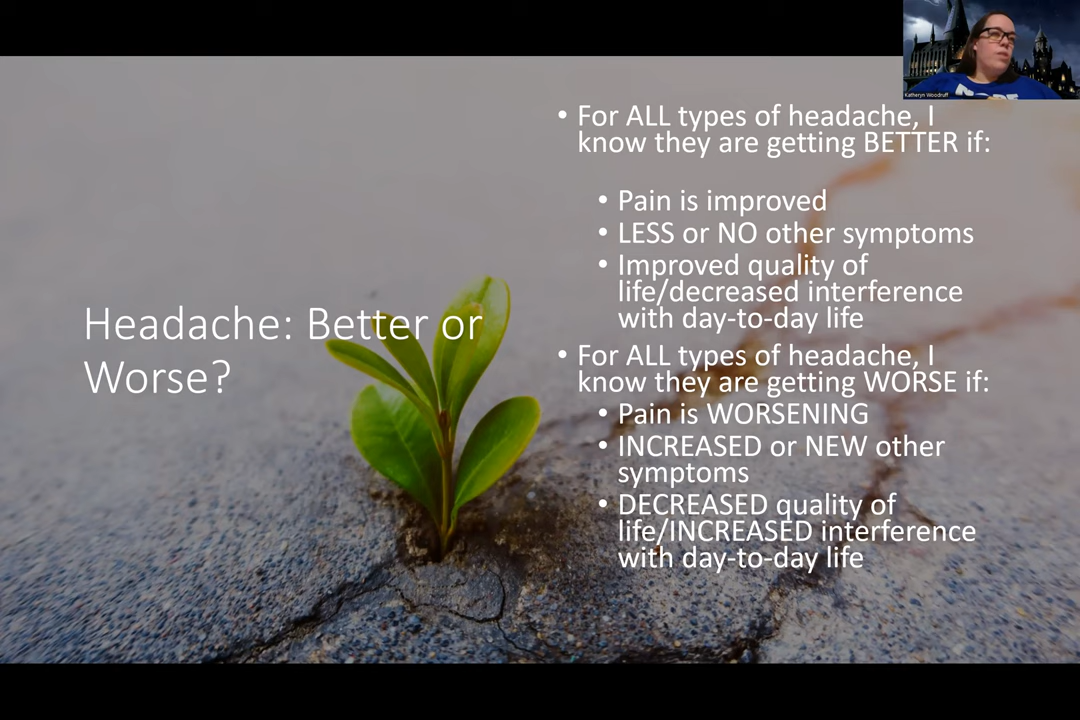 Katheryn Woodruff
• For ALL types of headache, I
know they are getting BETTER if:
• Pain is improved
• LESS or NO other symptoms
• Improved quality of
life/decreased interference
with day-to-day life
Headache: Better or
Worse?
• For ALL types of headache, I
know they are getting WORSE if:
• Pain is WORSENING
• INCREASED or NEW other
symptoms
• DECREASED quality of
life/INCREASED interference
with day-to-day life